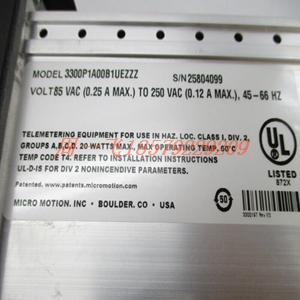 MODEL 3300P1A00B1UEZZZ S/N25804099
VOLT85 VAC (0.25 A MAX.) TO 250 VAC (0.12 A MAX.), 45-66 HZ
TELEMETERING EQUIPMENT FOR USE IN HAZ. LOC. CLASS I, DIV. 2,
GROUPS A,B,C,D. 20 WATTS MAX. MAX OPERATING TEMP. 50°C
TEMP CODE T4. REFER TO INSTALLATION INSTRUCTIONS
UL-D-IS FOR DIV 2 NONINCENDIVE PARAMETERS.
Patented. www.patents.micromotion.com
MICRO MOTION. INC • BOULDER. CO • USA
UL
LISTED
872X
50